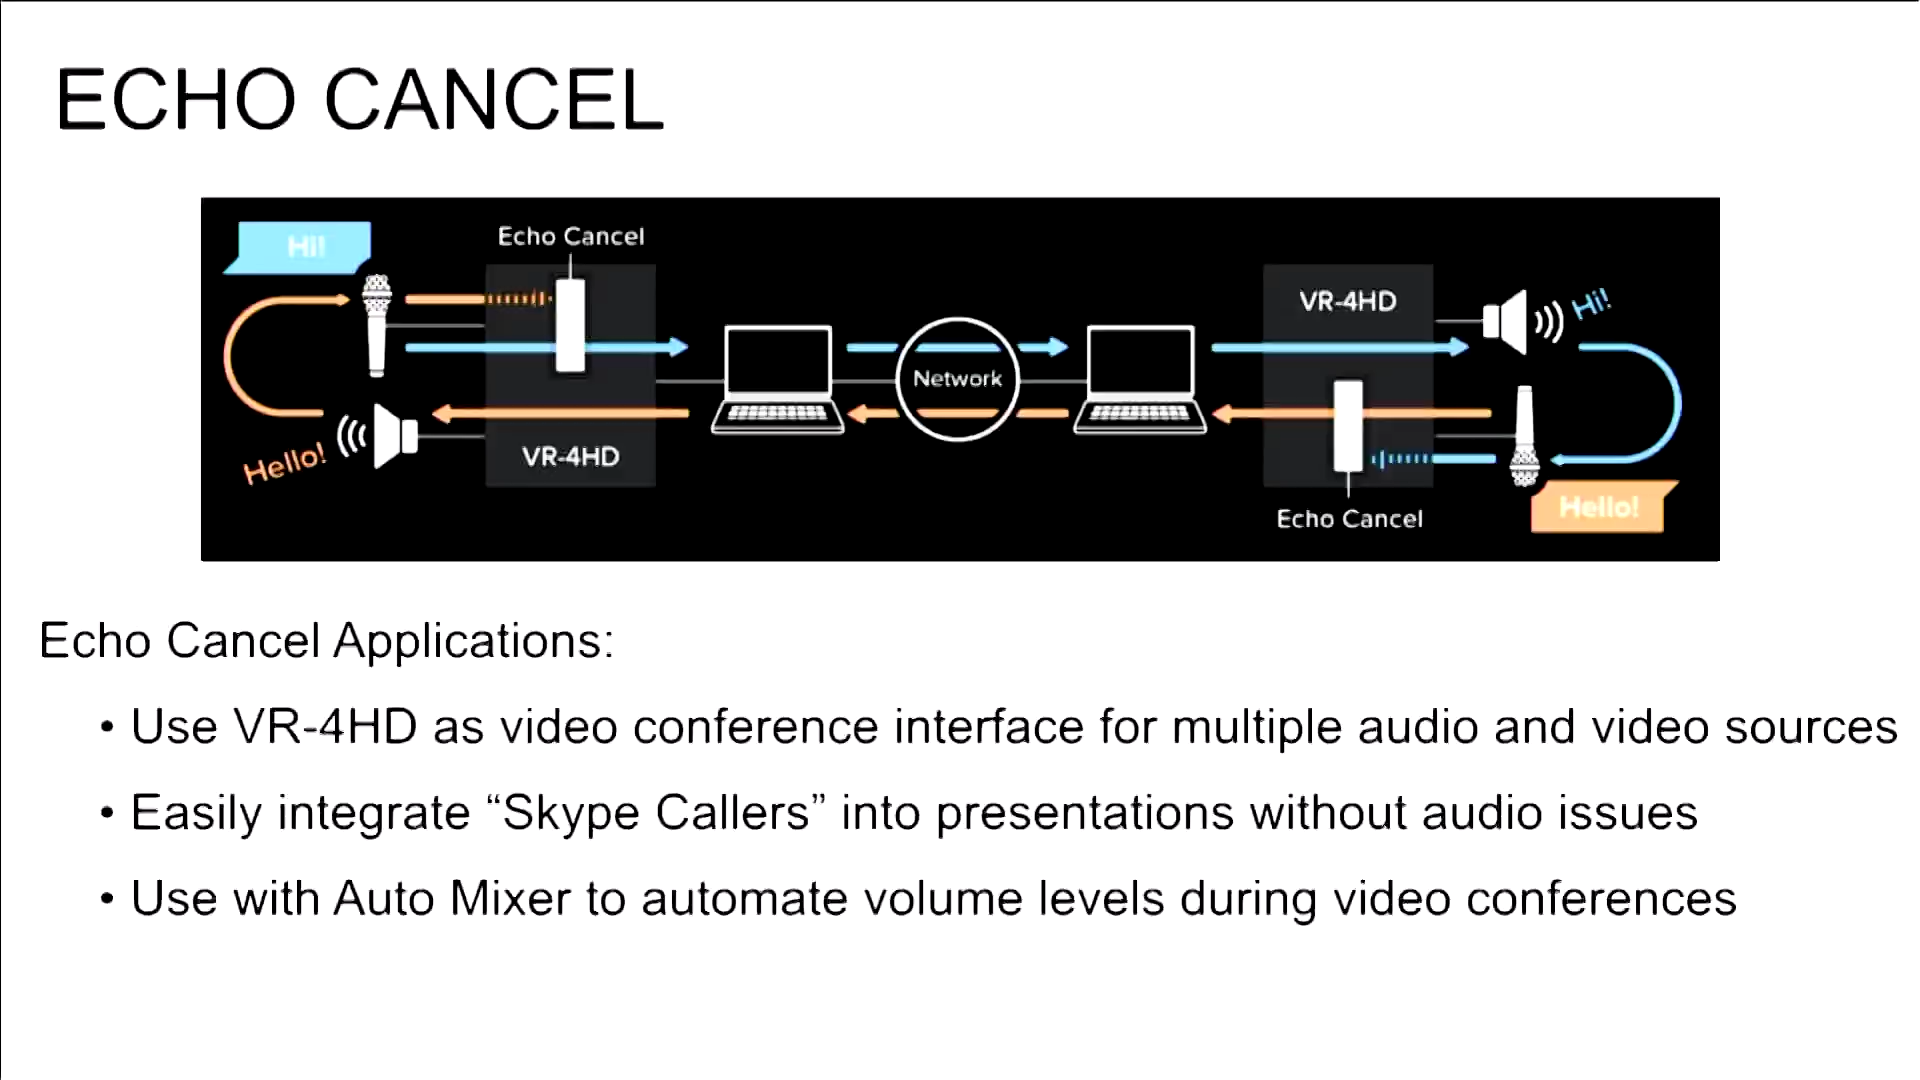 ECHO CANCEL
Hi!
Echo Cancel
VR-4HD
Hi!
Network
Hello!
VR-4HD
Hello!
Echo Cancel
Echo Cancel Applications:
• Use VR-4HD as video conference interface for multiple audio and video sources
• Easily integrate “Skype Callers” into presentations without audio issues
• Use with Auto Mixer to automate volume levels during video conferences